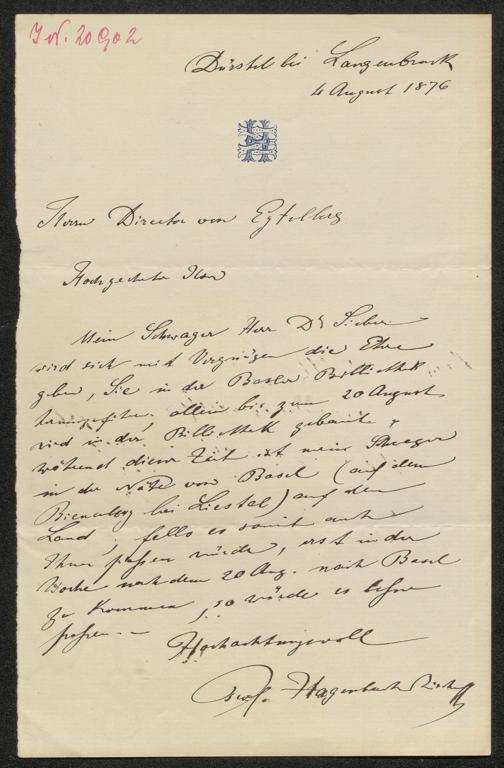 J.N. 20902
Dürstel bei Langenbruck
4 August 1876
H
Herrn Director von Eytelberg
Hochgeehrter Herr
Mein Schwager Herr Dr Sieber
wird sich mit Vergnügen die Ehre
geben, Sie in der Basler Bibliothek
herumzuführen; allein bis zum 20 August
wird in der Bibliothek gebaut &
während dieser Zeit ist mein Schwager
in der Nähe von Basel (auf dem
Bienenberg bei Liestal) auf dem
Land; falls es somit auch
Ihnen passen würde, erst in der
Woche nach dem 20 Aug. nach Basel
zu kommen, so würde es besser
passen. –
Hochachtungsvoll
Prof. Hagenbach Bischoff